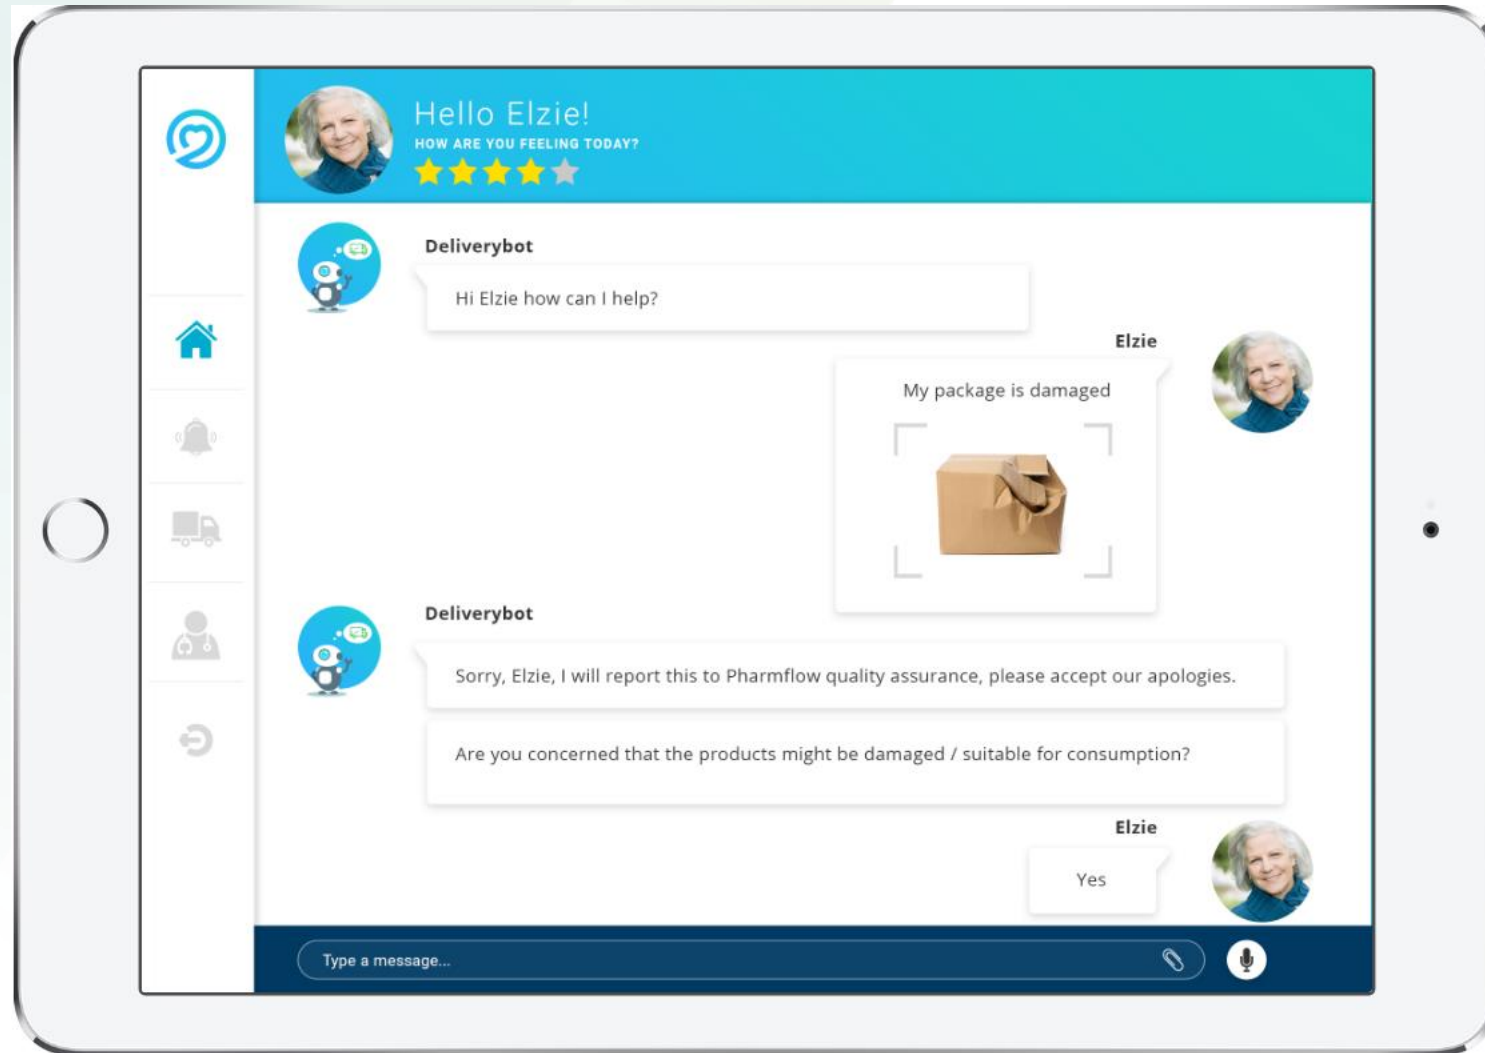 Hello Elzie!
HOW ARE YOU FEELING TODAY?
Deliverybot
Hi Elzie how can I help?
Elzie
My package is damaged
Deliverybot
Sorry, Elzie, I will report this to Pharmflow quality assurance, please accept our apologies.
Are you concerned that the products might be damaged / suitable for consumption?
Elzie
Yes
Type a message...